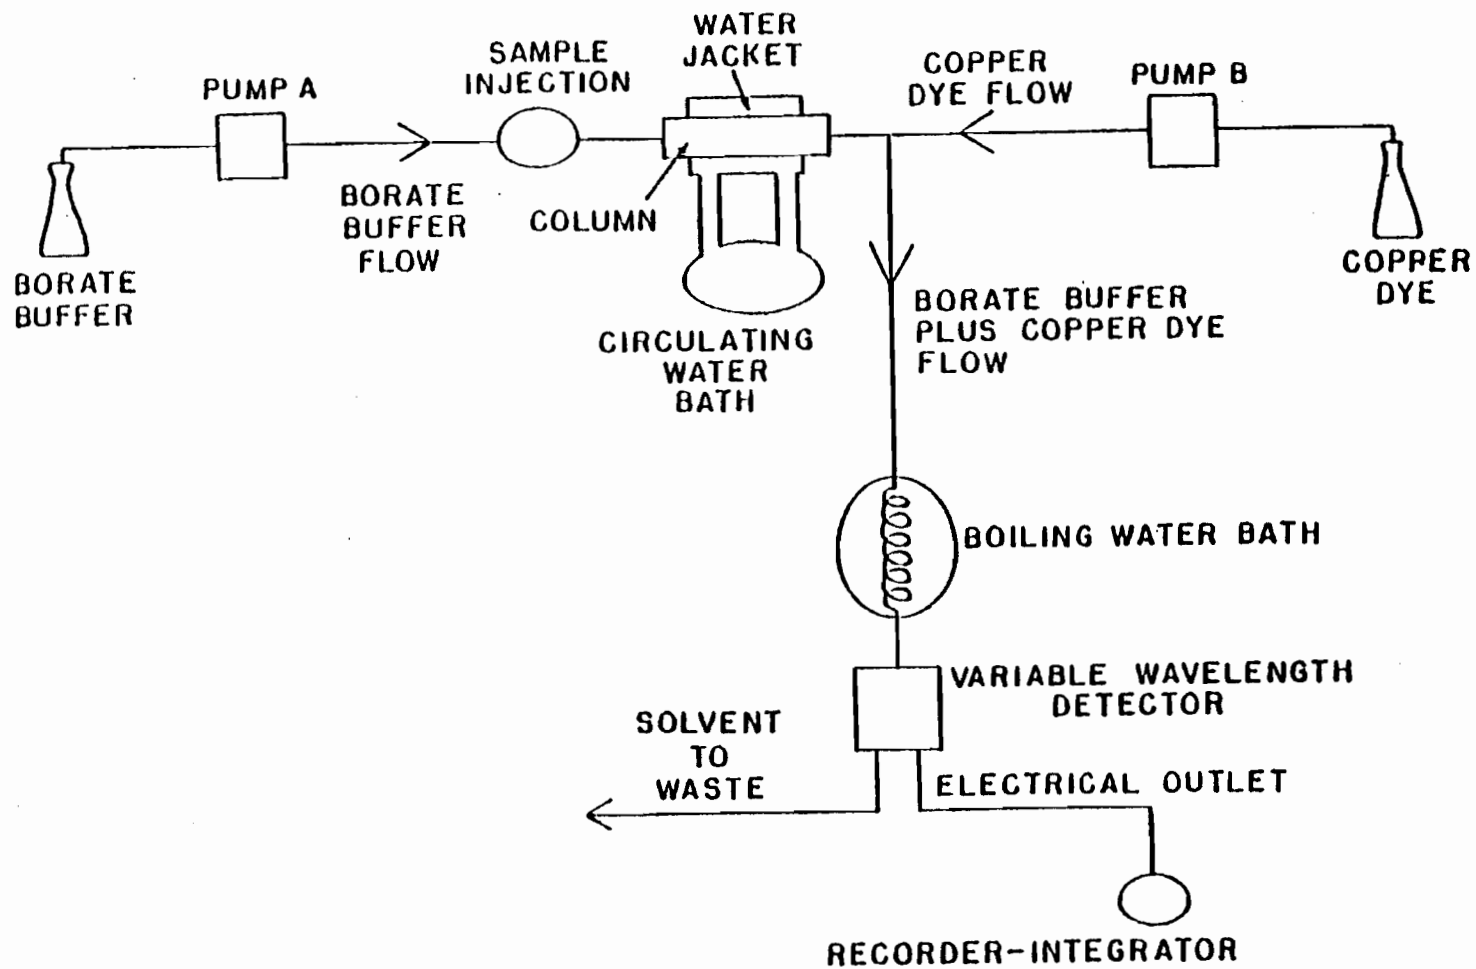 WATER
JACKET
SAMPLE
INJECTION
COPPER
DYE FLOW
PUMP B
PUMP A
BORATE
BUFFER
FLOW
COLUMN
BORATE
BUFFER
COPPER
DYE
CIRCULATING
WATER
BATH
BORATE BUFFER
PLUS COPPER DYE
FLOW
BOILING WATER BATH
VARIABLE WAVELENGTH
DETECTOR
SOLVENT
TO
WASTE
ELECTRICAL OUTLET
RECORDER-INTEGRATOR